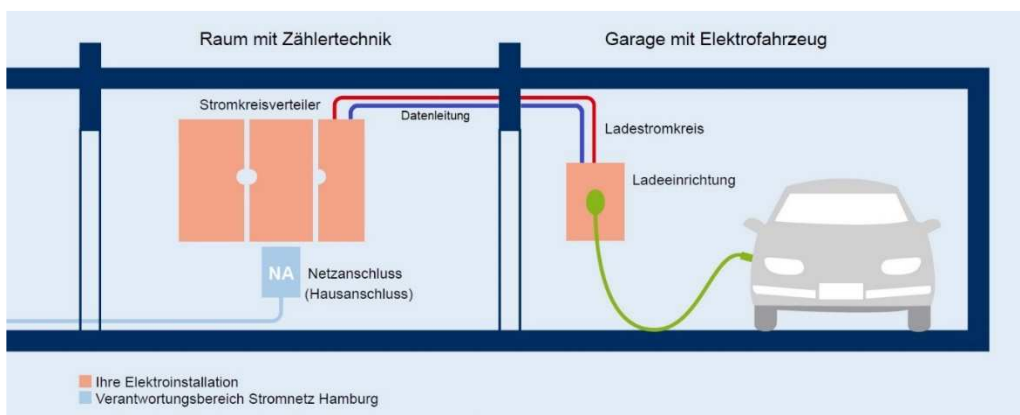 Raum mit Zählertechnik
Garage mit Elektrofahrzeug
Stromkreisverteiler
Datenleitung
Ladestromkreis
Ladeeinrichtung
NA
Netzanschluss
(Hausanschluss)
Ihre Elektroinstallation
Verantwortungsbereich Stromnetz Hamburg